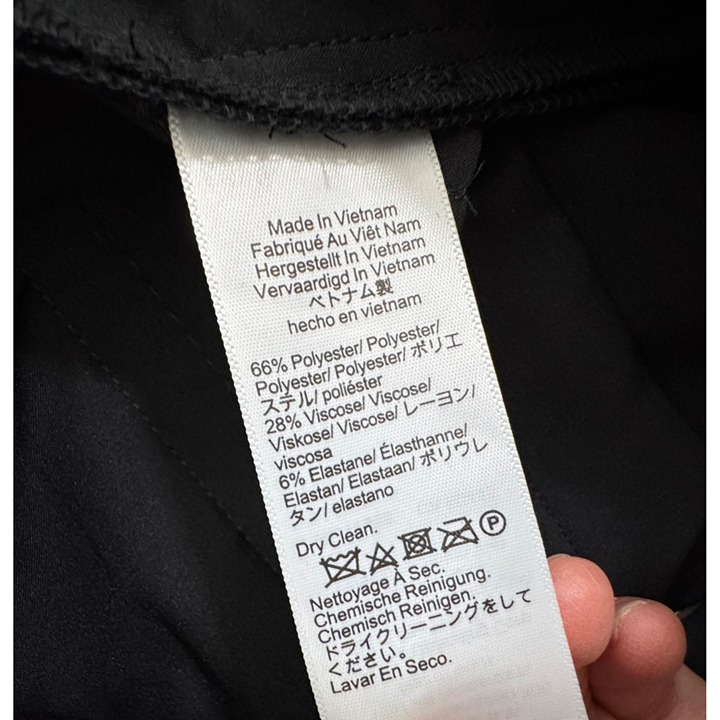 Made In Vietnam
Fabriqué Au Viêt Nam
Hergestellt In Vietnam
Vervaardigd In Vietnam
ベトナム製
hecho en vietnam
66% Polyester/ Polyester/
Polyester/ Polyester/ ポリエ
ステル/ poliéster
28% Viscose/ Viscose/
Viskose/ Viscose/ レーヨン/
viscosa
6% Elastane/ Élasthanne/
Elastan/ Elastaan/ ポリウレ
タン/ elastano
Dry Clean.
P
Nettoyage À Sec.
Chemische Reinigung.
Chemisch Reinigen.
ドライクリーニングをして
ください。
Lavar En Seco.